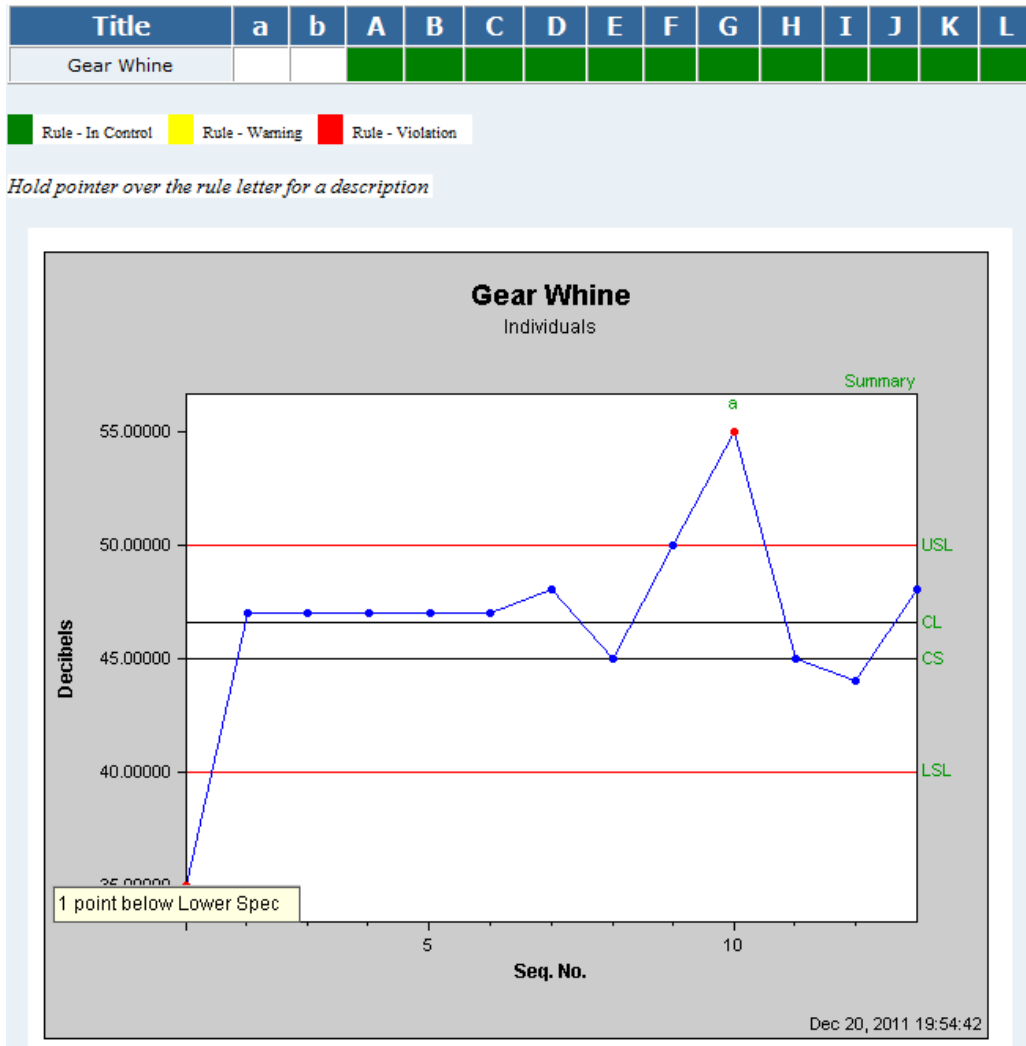 Title a b A B C D E F G H I J K L
Gear Whine
Rule - In Control Rule - Warning Rule - Violation
Hold pointer over the rule letter for a description
Gear Whine
Individuals
Summary
a
55.00000
50.00000 USL
CL
45.00000 CS
40.00000 LSL
35.00000
1 point below Lower Spec
5 10
Decibels
Seq. No.
Dec 20, 2011 19:54:42